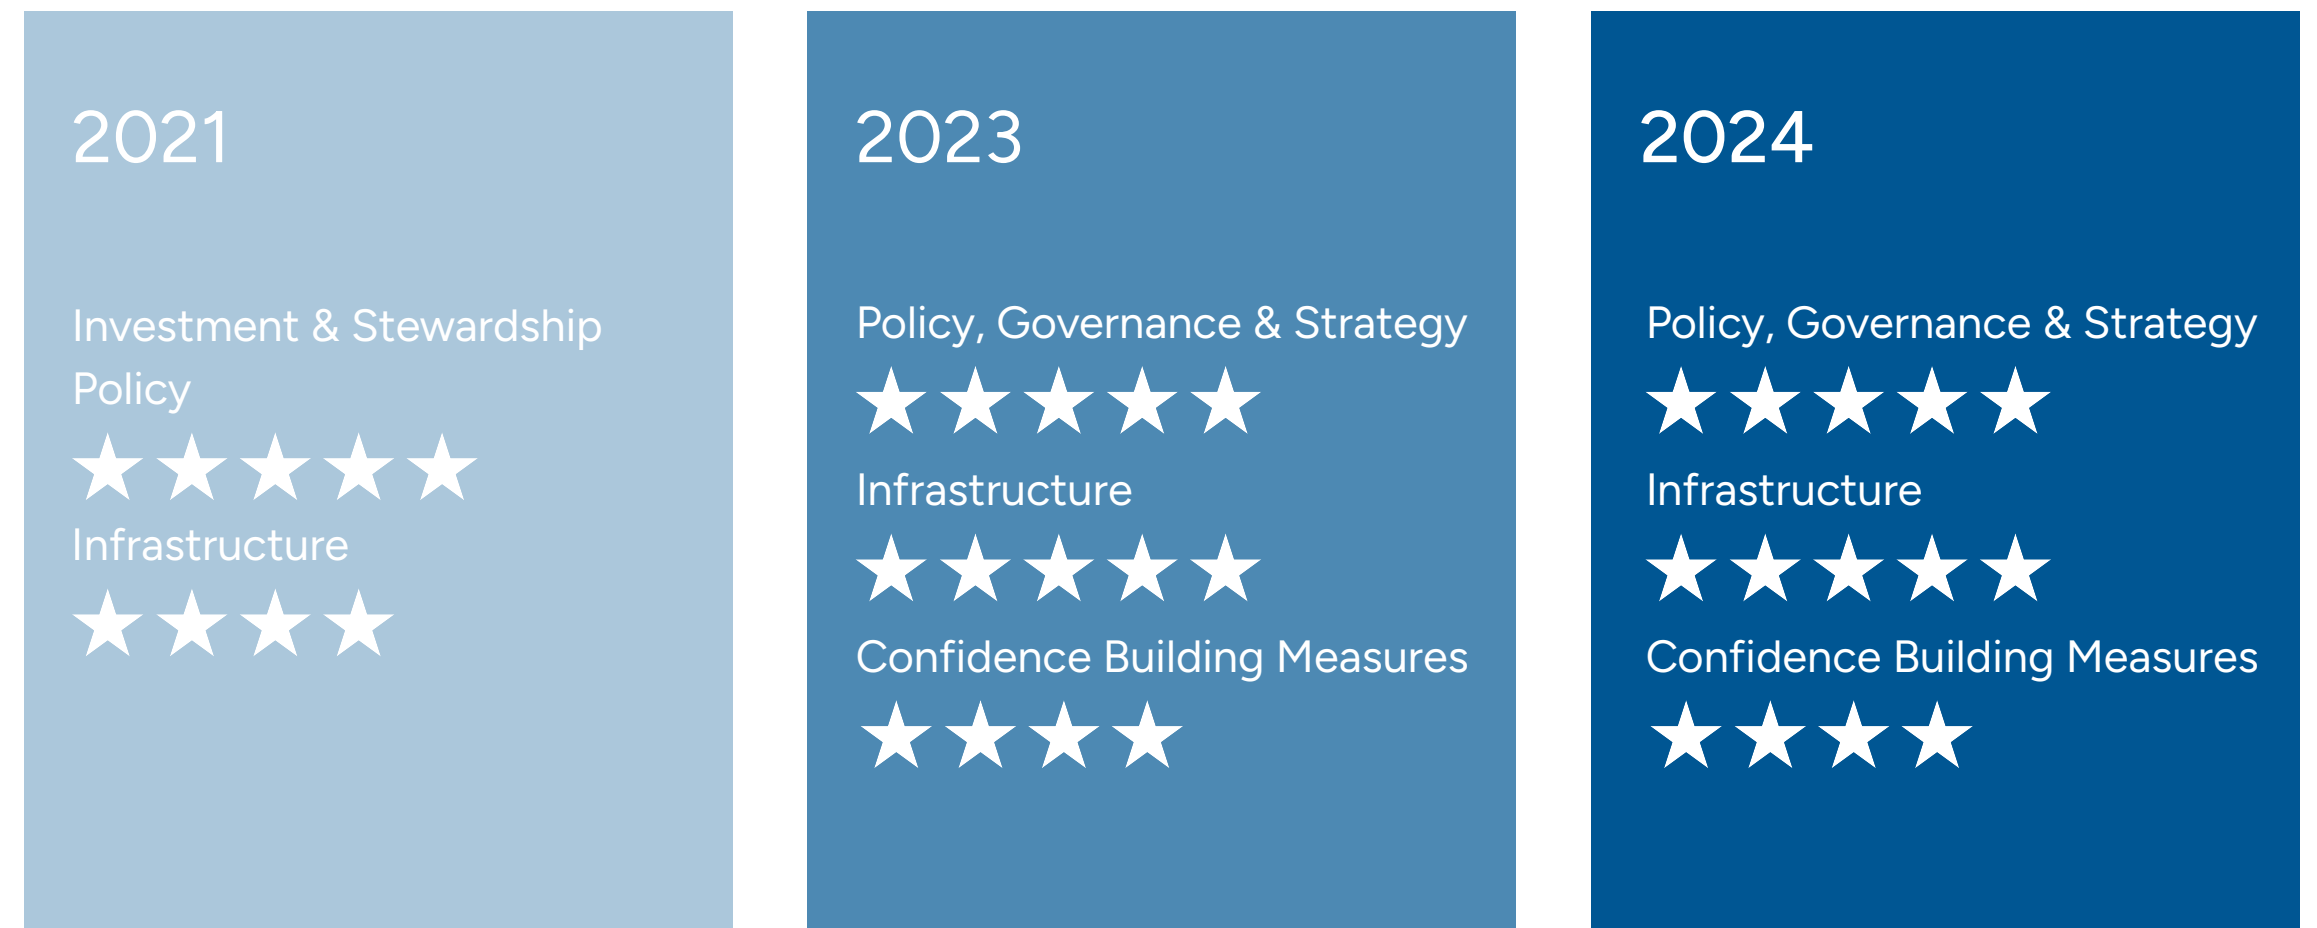 2021
Investment & Stewardship
Policy
★★★★★
Infrastructure
★★★★
2023
Policy, Governance & Strategy
★★★★★
Infrastructure
★★★★★
Confidence Building Measures
★★★★
2024
Policy, Governance & Strategy
★★★★★
Infrastructure
★★★★★
Confidence Building Measures
★★★★